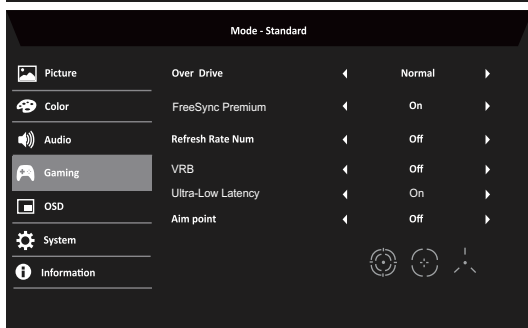 Mode - Standard
Picture
Over Drive Normal
Color
FreeSync Premium On
Audio
Refresh Rate Num Off
Gaming
VRB Off
Ultra-Low Latency On
OSD
Aim point Off
System
Information